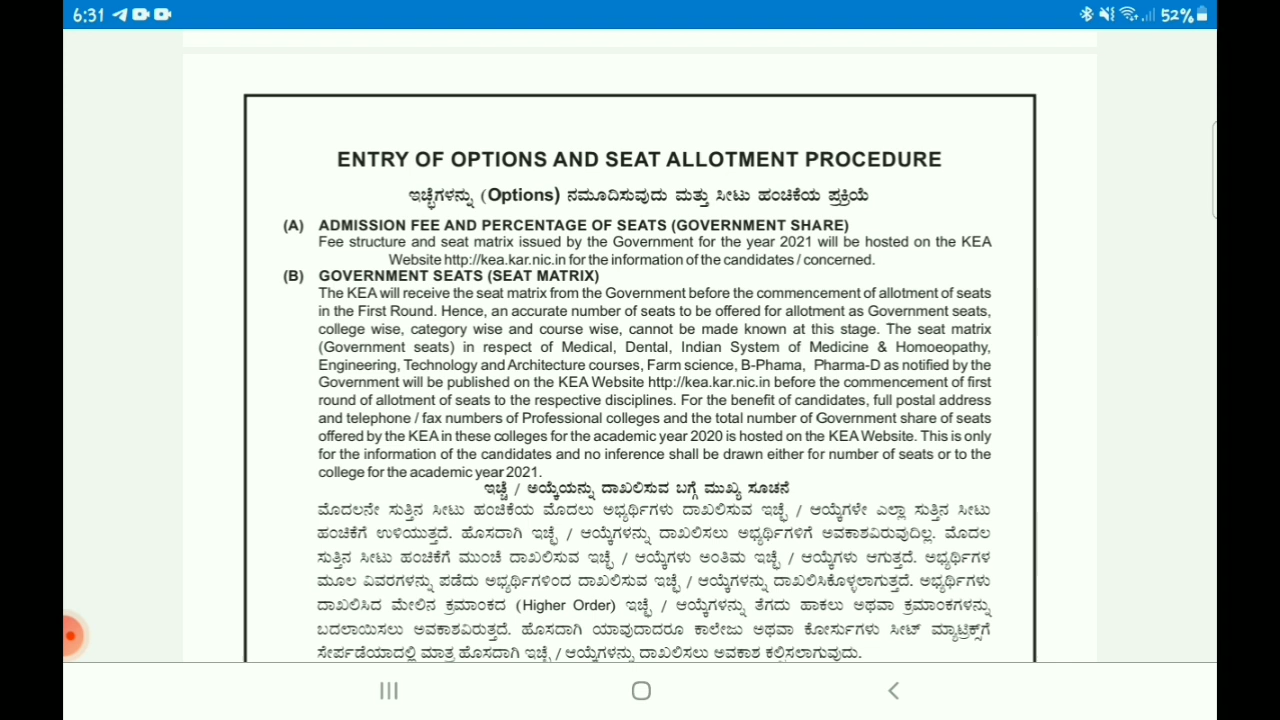 6:31
52%
ENTRY OF OPTIONS AND SEAT ALLOTMENT PROCEDURE
ಇಚ್ಛೆಗಳನ್ನು (Options) ನಮೂದಿಸುವುದು ಮತ್ತು ಸೀಟು ಹಂಚಿಕೆಯ ಪ್ರಕ್ರಿಯೆ
(A) ADMISSION FEE AND PERCENTAGE OF SEATS (GOVERNMENT SHARE)
Fee structure and seat matrix issued by the Government for the year 2021 will be hosted on the KEA
Website http://kea.kar.nic.in for the information of the candidates / concerned.
(B) GOVERNMENT SEATS (SEAT MATRIX)
The KEA will receive the seat matrix from the Government before the commencement of allotment of seats
in the First Round. Hence, an accurate number of seats to be offered for allotment as Government seats,
college wise, category wise and course wise, cannot be made known at this stage. The seat matrix
(Government seats) in respect of Medical, Dental, Indian System of Medicine & Homoeopathy,
Engineering, Technology and Architecture courses, Farm science, B-Phama, Pharma-D as notified by the
Government will be published on the KEA Website http://kea.kar.nic.in before the commencement of first
round of allotment of seats to the respective disciplines. For the benefit of candidates, full postal address
and telephone / fax numbers of Professional colleges and the total number of Government share of seats
offered by the KEA in these colleges for the academic year 2020 is hosted on the KEA Website. This is only
for the information of the candidates and no inference shall be drawn either for number of seats or to the
college for the academic year 2021.
ಇಚ್ಛೆ / ಆಯ್ಕೆಯನ್ನು ದಾಖಲಿಸುವ ಬಗ್ಗೆ ಮುಖ್ಯ ಸೂಚನೆ
ಮೊದಲನೇ ಸುತ್ತಿನ ಸೀಟು ಹಂಚಿಕೆಯ ಮೊದಲು ಅಭ್ಯರ್ಥಿಗಳು ದಾಖಲಿಸುವ ಇಚ್ಛೆ / ಆಯ್ಕೆಗಳೇ ಎಲ್ಲಾ ಸುತ್ತಿನ ಸೀಟು
ಹಂಚಿಕೆಗೆ ಉಳಿಯುತ್ತದೆ. ಹೊಸದಾಗಿ ಇಚ್ಛೆ / ಆಯ್ಕೆಗಳನ್ನು ದಾಖಲಿಸಲು ಅಭ್ಯರ್ಥಿಗಳಿಗೆ ಅವಕಾಶವಿರುವುದಿಲ್ಲ. ಮೊದಲ
ಸುತ್ತಿನ ಸೀಟು ಹಂಚಿಕೆಗೆ ಮುಂಚೆ ದಾಖಲಿಸುವ ಇಚ್ಛೆ / ಆಯ್ಕೆಗಳು ಅಂತಿಮ ಇಚ್ಛೆ / ಆಯ್ಕೆಗಳು ಆಗುತ್ತದೆ. ಅಭ್ಯರ್ಥಿಗಳ
ಮೂಲ ವಿವರಗಳನ್ನು ಪಡೆದು ಅಭ್ಯರ್ಥಿಗಳಿಂದ ದಾಖಲಿಸುವ ಇಚ್ಛೆ / ಆಯ್ಕೆಗಳನ್ನು ದಾಖಲಿಸಿಕೊಳ್ಳಲಾಗುತ್ತದೆ. ಅಭ್ಯರ್ಥಿಗಳು
ದಾಖಲಿಸಿದ ಮೇಲಿನ ಕ್ರಮಾಂಕದ (Higher Order) ಇಚ್ಛೆ / ಆಯ್ಕೆಗಳನ್ನು ತೆಗೆದು ಹಾಕಲು ಅಥವಾ ಕ್ರಮಾಂಕಗಳನ್ನು
ಬದಲಾಯಿಸಲು ಅವಕಾಶವಿರುತ್ತದೆ. ಹೊಸದಾಗಿ ಯಾವುದಾದರೂ ಕಾಲೇಜು ಅಥವಾ ಕೋರ್ಸುಗಳು ಸೀಟ್ ಮ್ಯಾಟ್ರಿಕ್ಸ್‌ಗೆ
ಸೇರ್ಪಡೆಯಾದಲ್ಲಿ ಮಾತ್ರ ಹೊಸದಾಗಿ ಇಚ್ಛೆ / ಆಯ್ಕೆಗಳನ್ನು ದಾಖಲಿಸಲು ಅವಕಾಶ ಕಲ್ಪಿಸಲಾಗುವುದು.